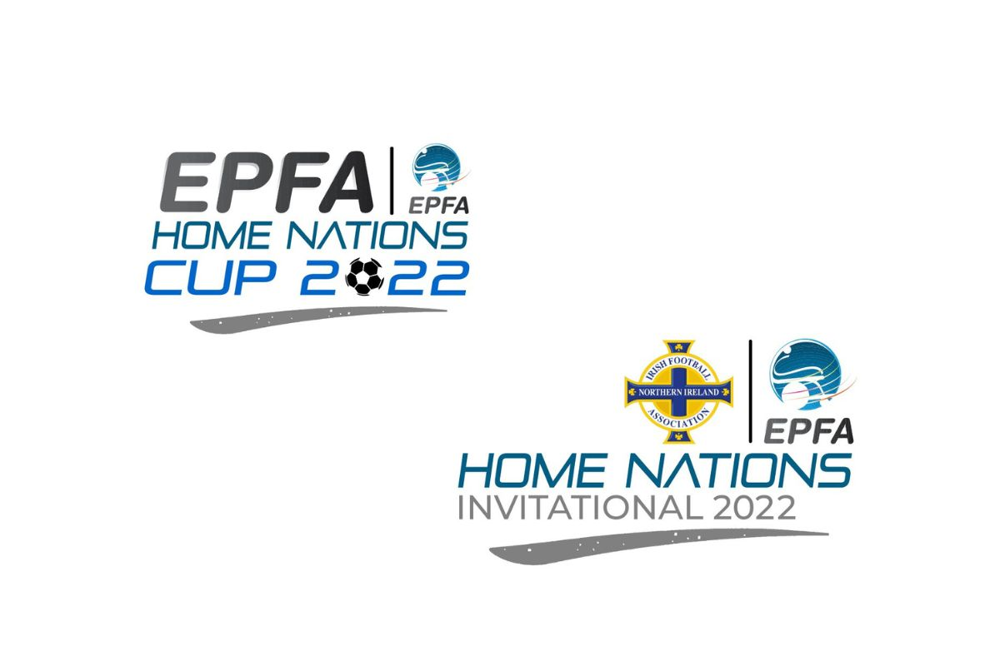 EPFA
EPFA
HOME NATIONS
CUP 2022
IRISH FOOTBALL
NORTHERN IRELAND
ASSOCIATION
EPFA
HOME NATIONS
INVITATIONAL 2022